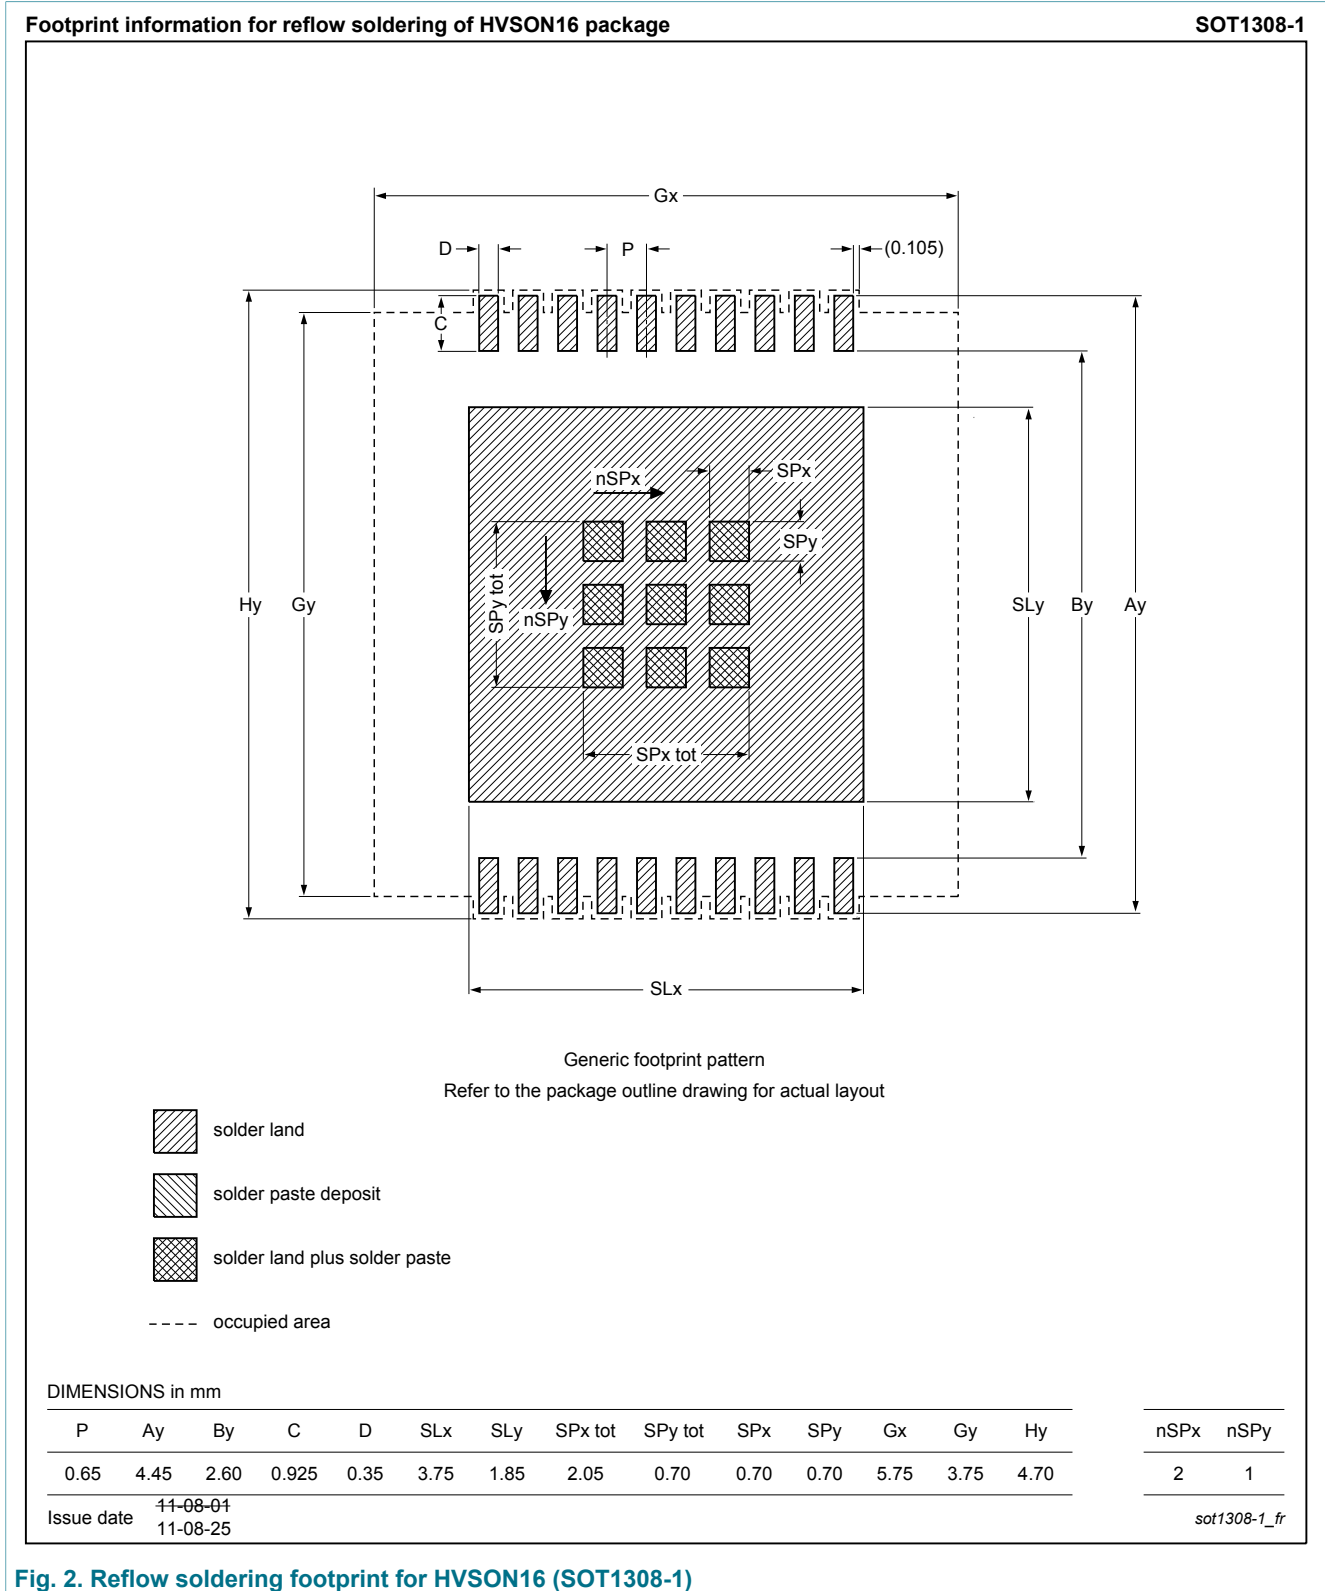 Footprint information for reflow soldering of HVSON16 package SOT1308-1
Gx
D P (0.105)
C
nSPx SPx
SPy
SPy tot
nSPy
Hy Gy SLy By Ay
SPx tot
SLx
Generic footprint pattern
Refer to the package outline drawing for actual layout
solder land
solder paste deposit
solder land plus solder paste
occupied area
DIMENSIONS in mm
P Ay By C D SLx SLy SPx tot SPy tot SPx SPy Gx Gy Hy nSPx nSPy
0.65 4.45 2.60 0.925 0.35 3.75 1.85 2.05 0.70 0.70 0.70 5.75 3.75 4.70 2 1
Issue date 11-08-01
11-08-25
sot1308-1_fr
Fig. 2. Reflow soldering footprint for HVSON16 (SOT1308-1)